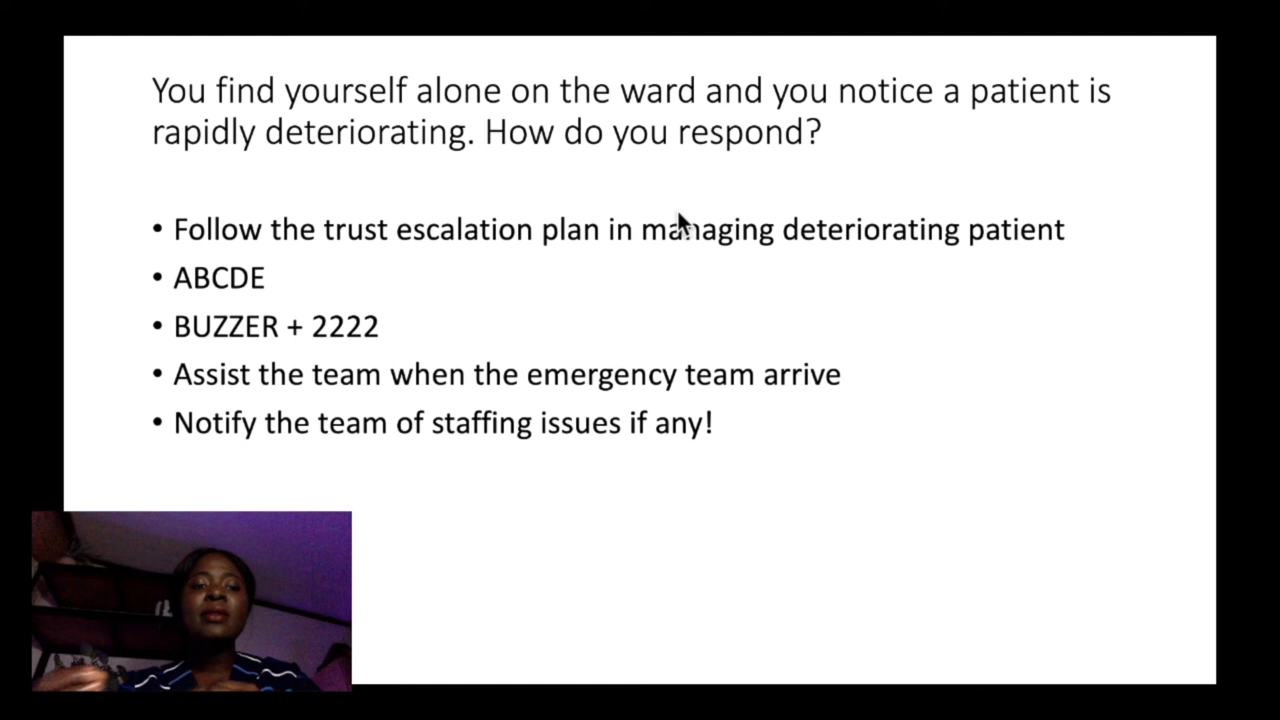 You find yourself alone on the ward and you notice a patient is
rapidly deteriorating. How do you respond?
• Follow the trust escalation plan in managing deteriorating patient
• ABCDE
• BUZZER + 2222
• Assist the team when the emergency team arrive
• Notify the team of staffing issues if any!